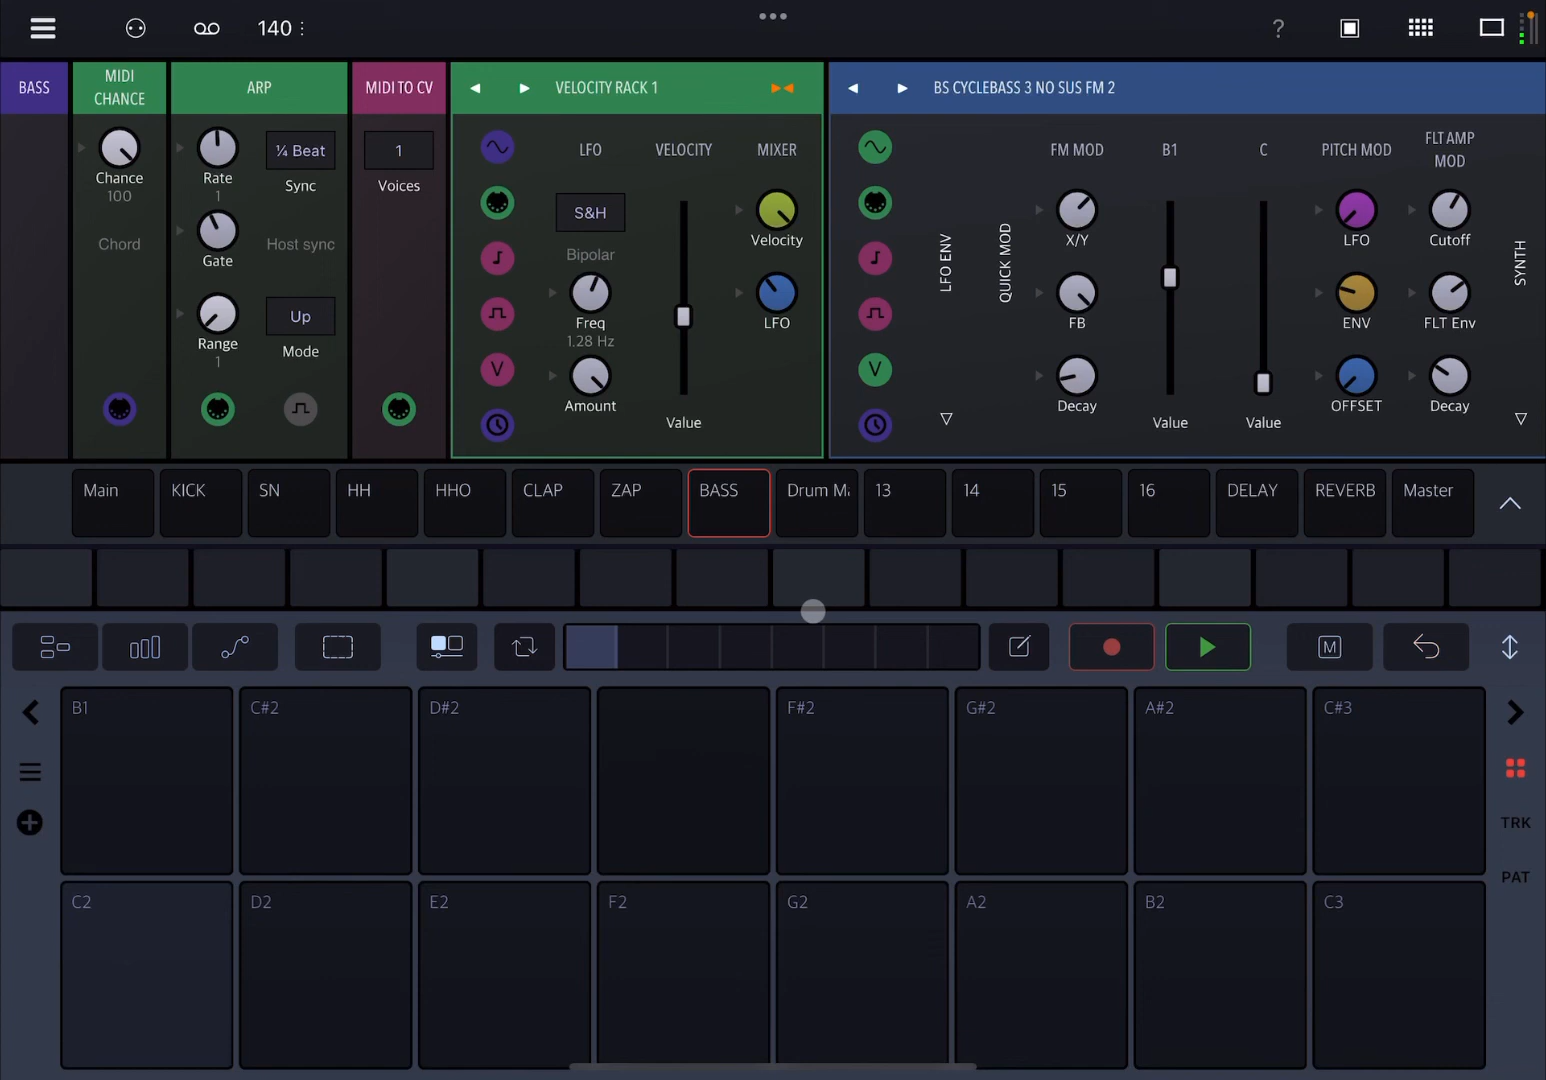 140
?
BASS
MIDI
CHANCE
ARP
MIDI TO CV
VELOCITY RACK 1
BS CYCLEBASS 3 NO SUS FM 2
Chance
100
Chord
Rate
1
¼ Beat
Sync
Gate
Host sync
Range
1
Up
Mode
1
Voices
LFO
VELOCITY
MIXER
S&H
Bipolar
Freq
1.28 Hz
Amount
Value
Velocity
LFO
V
V
LFO ENV
QUICK MOD
FM MOD
B1
C
PITCH MOD
FLT AMP
MOD
X/Y
FB
Decay
Value
Value
LFO
ENV
OFFSET
Cutoff
FLT Env
Decay
SYNTH
Main
KICK
SN
HH
HHO
CLAP
ZAP
BASS
Drum Ma
13
14
15
16
DELAY
REVERB
Master
M
B1
C#2
D#2
F#2
G#2
A#2
C#3
TRK
PAT
C2
D2
E2
F2
G2
A2
B2
C3